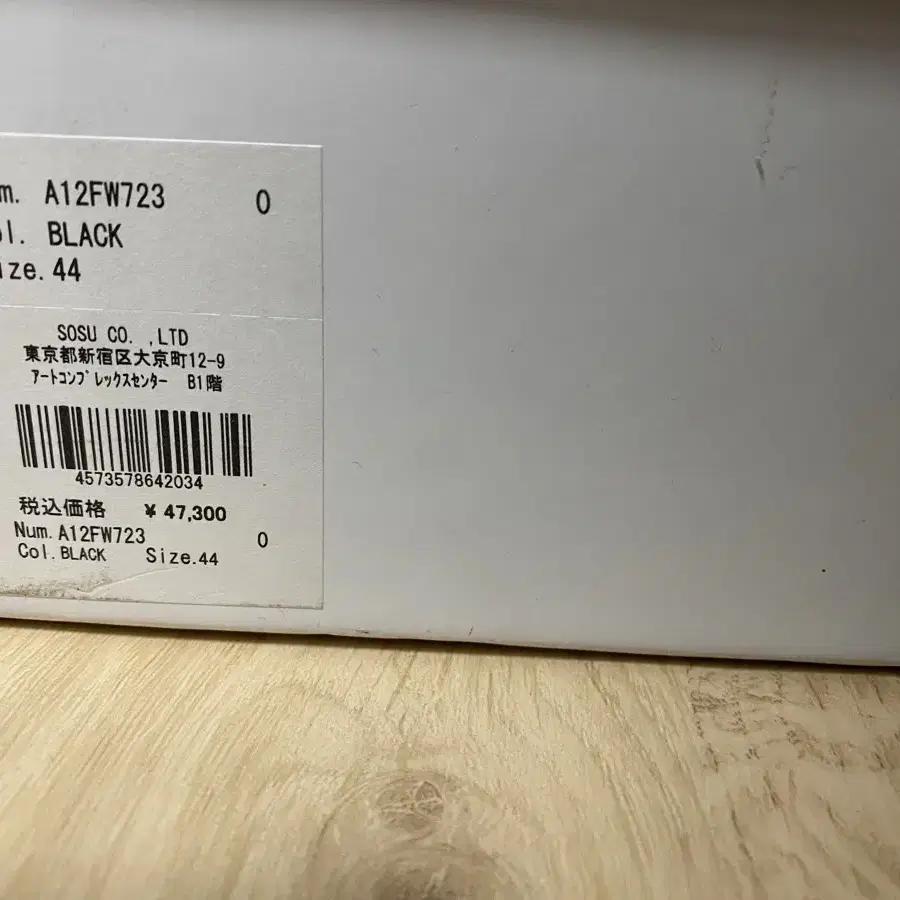 m. A12FW723 0
ol. BLACK
ize. 44
SOSU CO. ,LTD
東京都新宿区大京町12-9
ｱｰﾄｺﾝﾌﾟﾚｯｸｽｾﾝﾀｰ B1階
4573578642034
税込価格 ¥ 47,300
Num. A12FW723 0
Col. BLACK Size. 44